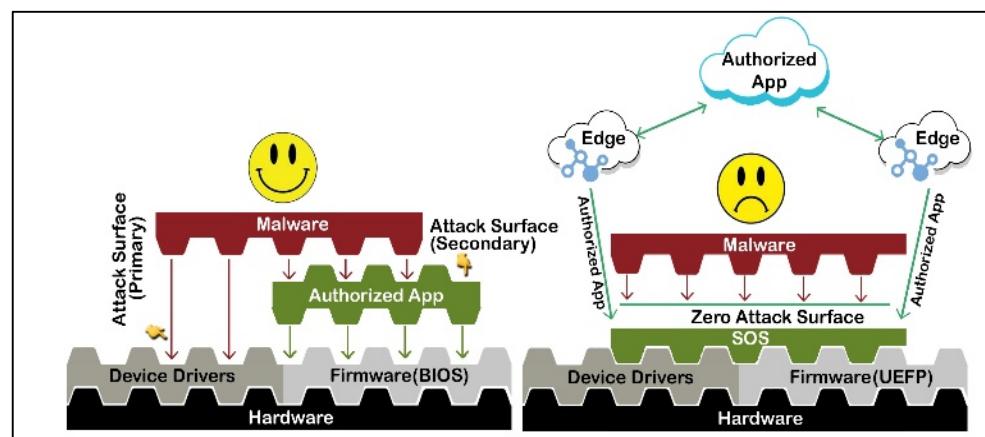 Attack Surface
(Primary)
Malware
Attack Surface
(Secondary)
Authorized App
Device Drivers
Firmware(BIOS)
Hardware
Authorized
App
Edge
Edge
Authorized App
Authorized App
Malware
Zero Attack Surface
SOS
Device Drivers
Firmware(UEFP)
Hardware